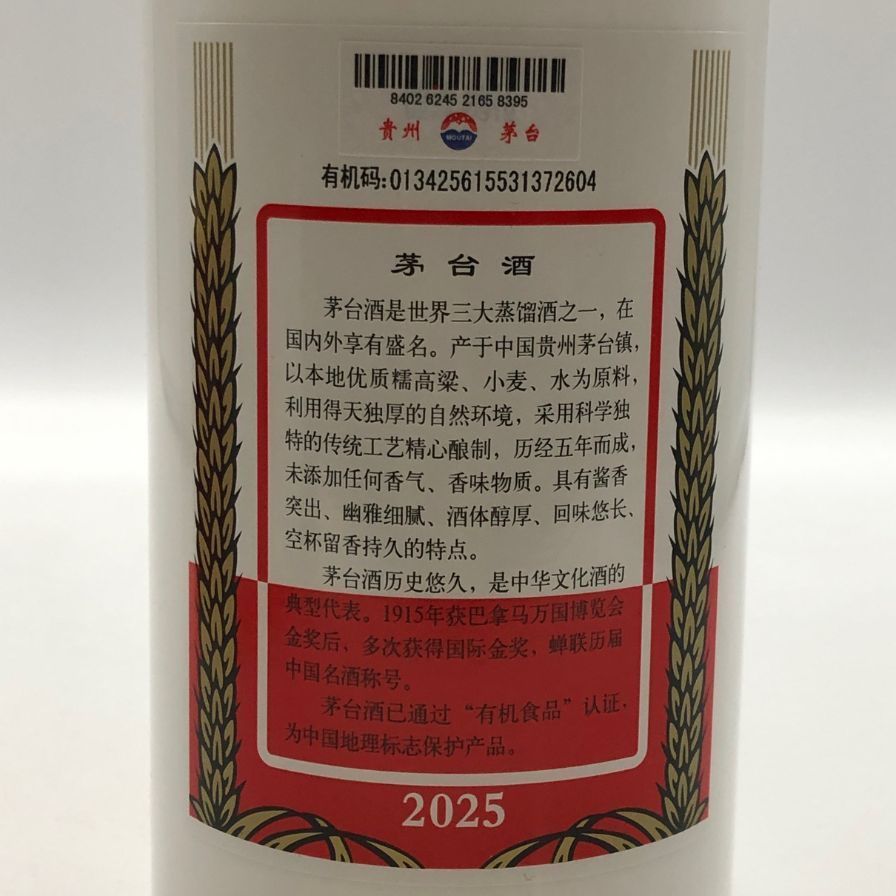 8402 6245 2165 8395
贵州 MOUTAI 茅台
有机码:013425615531372604
茅台酒
茅台酒是世界三大蒸馏酒之一，在
国内外享有盛名。产于中国贵州茅台镇，
以本地优质糯高粱、小麦、水为原料，
利用得天独厚的自然环境，采用科学独
特的传统工艺精心酿制，历经五年而成，
未添加任何香气、香味物质。具有酱香
突出、幽雅细腻、酒体醇厚、回味悠长、
空杯留香持久的特点。
茅台酒历史悠久，是中华文化酒的
典型代表。1915年获巴拿马万国博览会
金奖后，多次获得国际金奖，蝉联历届
中国名酒称号。
茅台酒已通过“有机食品”认证，
为中国地理标志保护产品。
2025